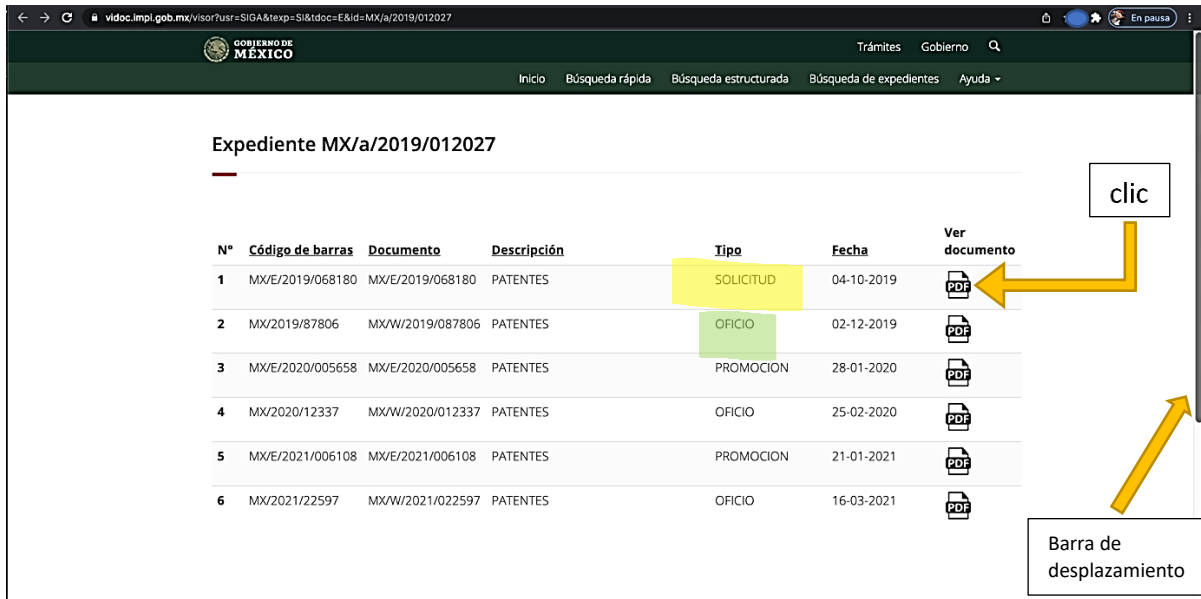 vidoc.impi.gob.mx/visor?usr=SIGA&texp=SI&tdoc=E&id=MX/a/2019/012027
En pausa
GOBIERNO DE
MÉXICO
Trámites Gobierno
Inicio Búsqueda rápida Búsqueda estructurada Búsqueda de expedientes Ayuda
Expediente MX/a/2019/012027
clic
N° Código de barras Documento Descripción Tipo Fecha Ver documento
1 MX/E/2019/068180 MX/E/2019/068180 PATENTES SOLICITUD 04-10-2019 PDF
2 MX/2019/87806 MX/W/2019/087806 PATENTES OFICIO 02-12-2019 PDF
3 MX/E/2020/005658 MX/E/2020/005658 PATENTES PROMOCION 28-01-2020 PDF
4 MX/2020/12337 MX/W/2020/012337 PATENTES OFICIO 25-02-2020 PDF
5 MX/E/2021/006108 MX/E/2021/006108 PATENTES PROMOCION 21-01-2021 PDF
6 MX/2021/22597 MX/W/2021/022597 PATENTES OFICIO 16-03-2021 PDF
Barra de
desplazamiento